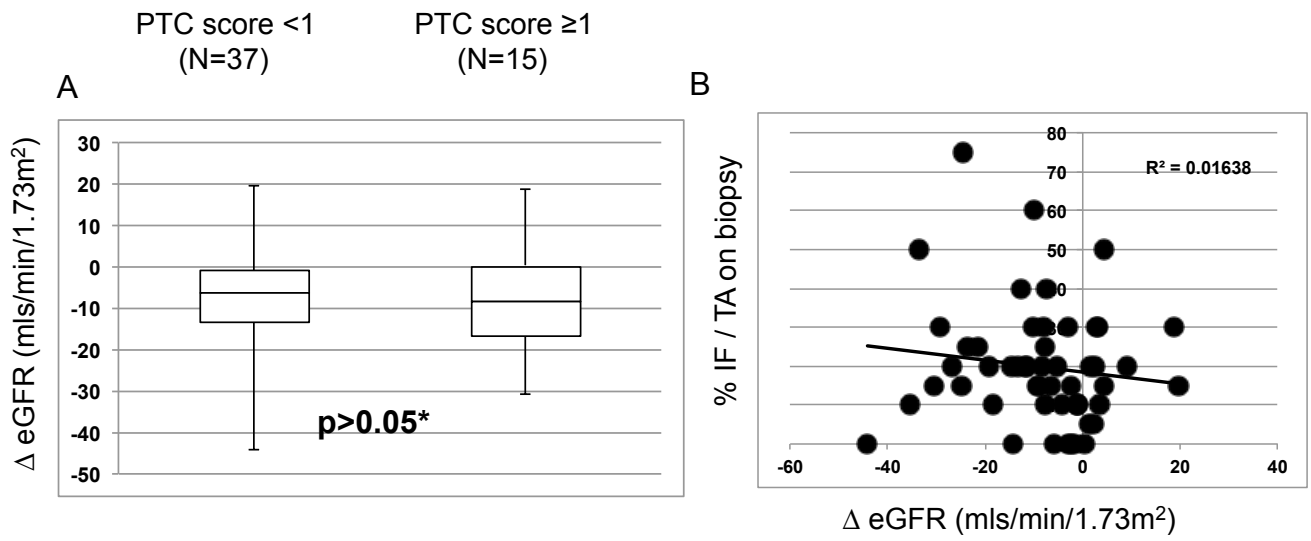 PTC score <1
(N=37)
PTC score ≥1
(N=15)
A
Δ eGFR (mls/min/1.73m²)
30
20
10
0
-10
-20
-30
-40
-50
p>0.05*
B
% IF / TA on biopsy
80
70
60
50
R² = 0.01638
-60
-40
-20
0
20
40
Δ eGFR (mls/min/1.73m²)